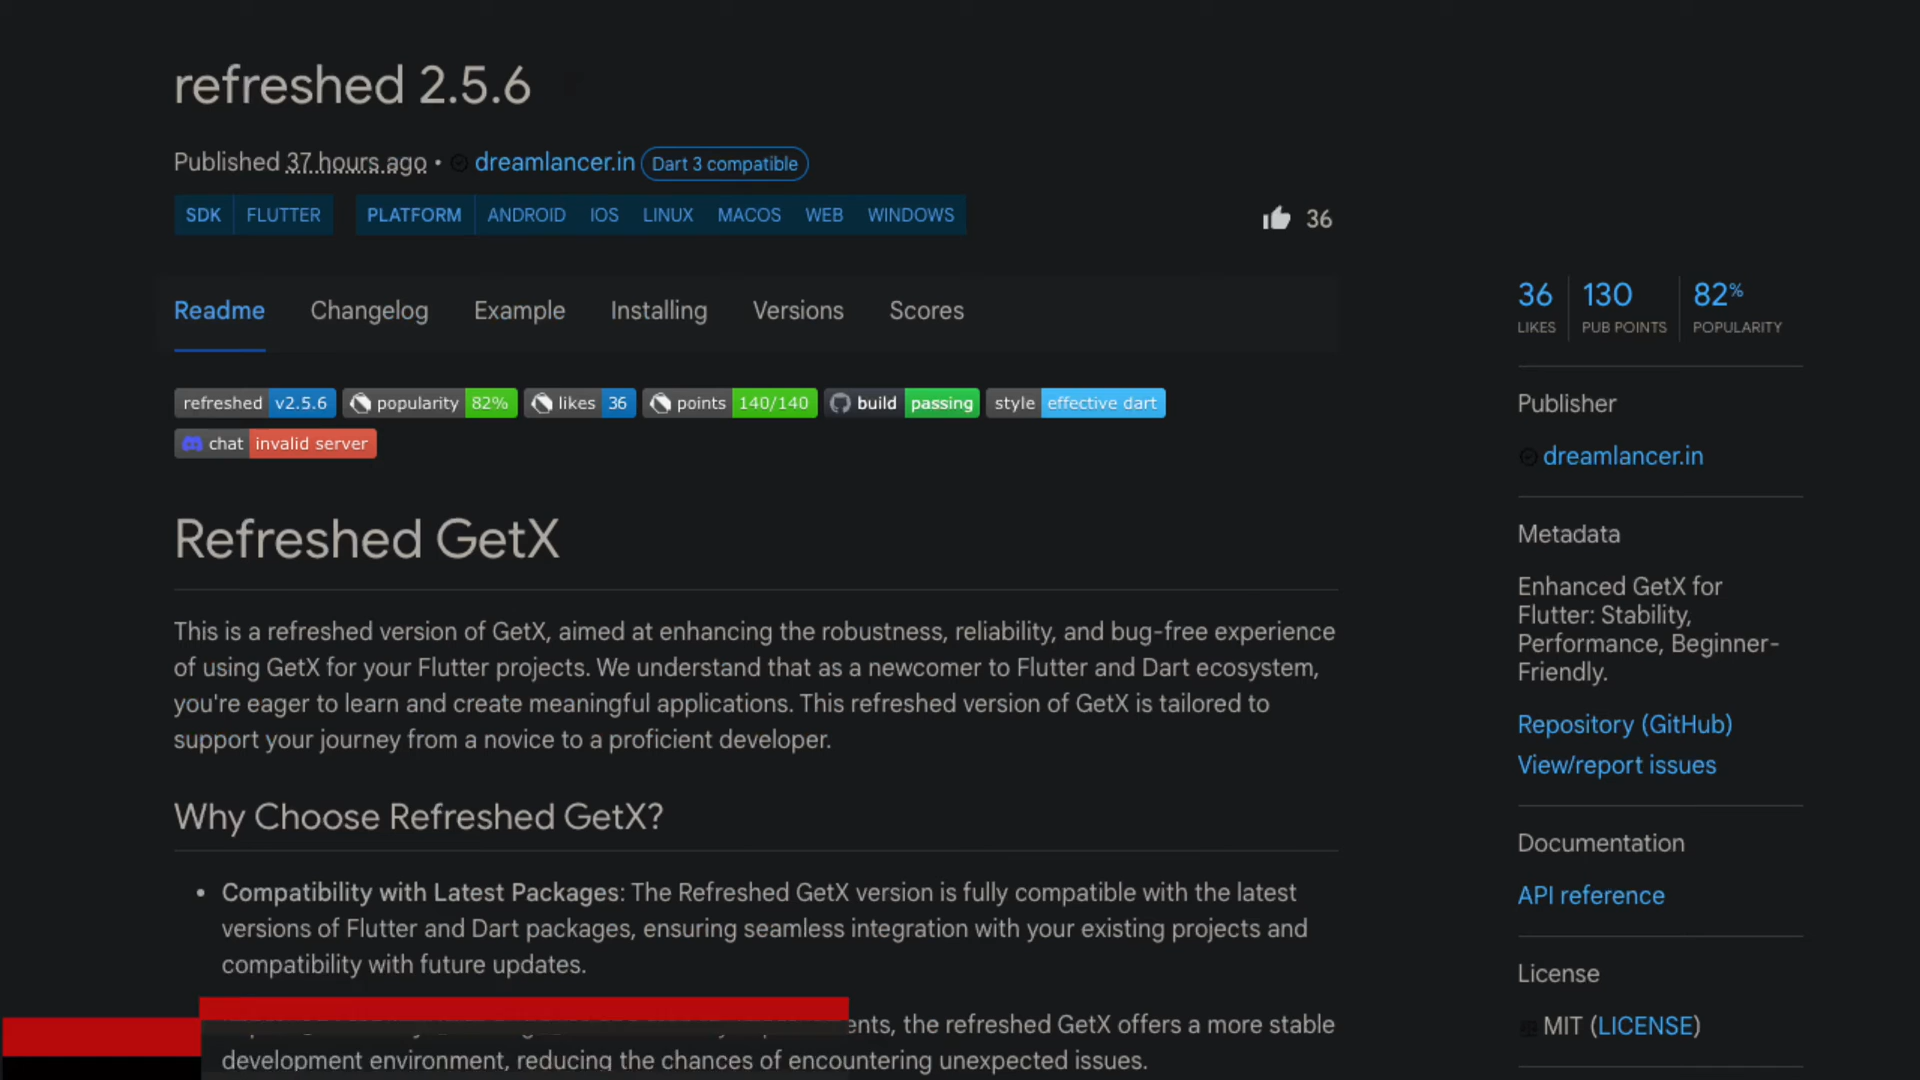 refreshed 2.5.6
Published 37 hours ago • dreamlancer.in Dart 3 compatible
SDK FLUTTER PLATFORM ANDROID IOS LINUX MACOS WEB WINDOWS
36
Readme Changelog Example Installing Versions Scores
refreshed v2.5.6 popularity 82% likes 36 points 140/140 build passing style effective dart
chat invalid server
Refreshed GetX
This is a refreshed version of GetX, aimed at enhancing the robustness, reliability, and bug-free experience
of using GetX for your Flutter projects. We understand that as a newcomer to Flutter and Dart ecosystem,
you're eager to learn and create meaningful applications. This refreshed version of GetX is tailored to
support your journey from a novice to a proficient developer.
Why Choose Refreshed GetX?
• Compatibility with Latest Packages: The Refreshed GetX version is fully compatible with the latest
versions of Flutter and Dart packages, ensuring seamless integration with your existing projects and
compatibility with future updates.
the refreshed GetX offers a more stable
development environment, reducing the chances of encountering unexpected issues.
36 130 82%
LIKES PUB POINTS POPULARITY
Publisher
dreamlancer.in
Metadata
Enhanced GetX for
Flutter: Stability,
Performance, Beginner-
Friendly.
Repository (GitHub)
View/report issues
Documentation
API reference
License
MIT (LICENSE)